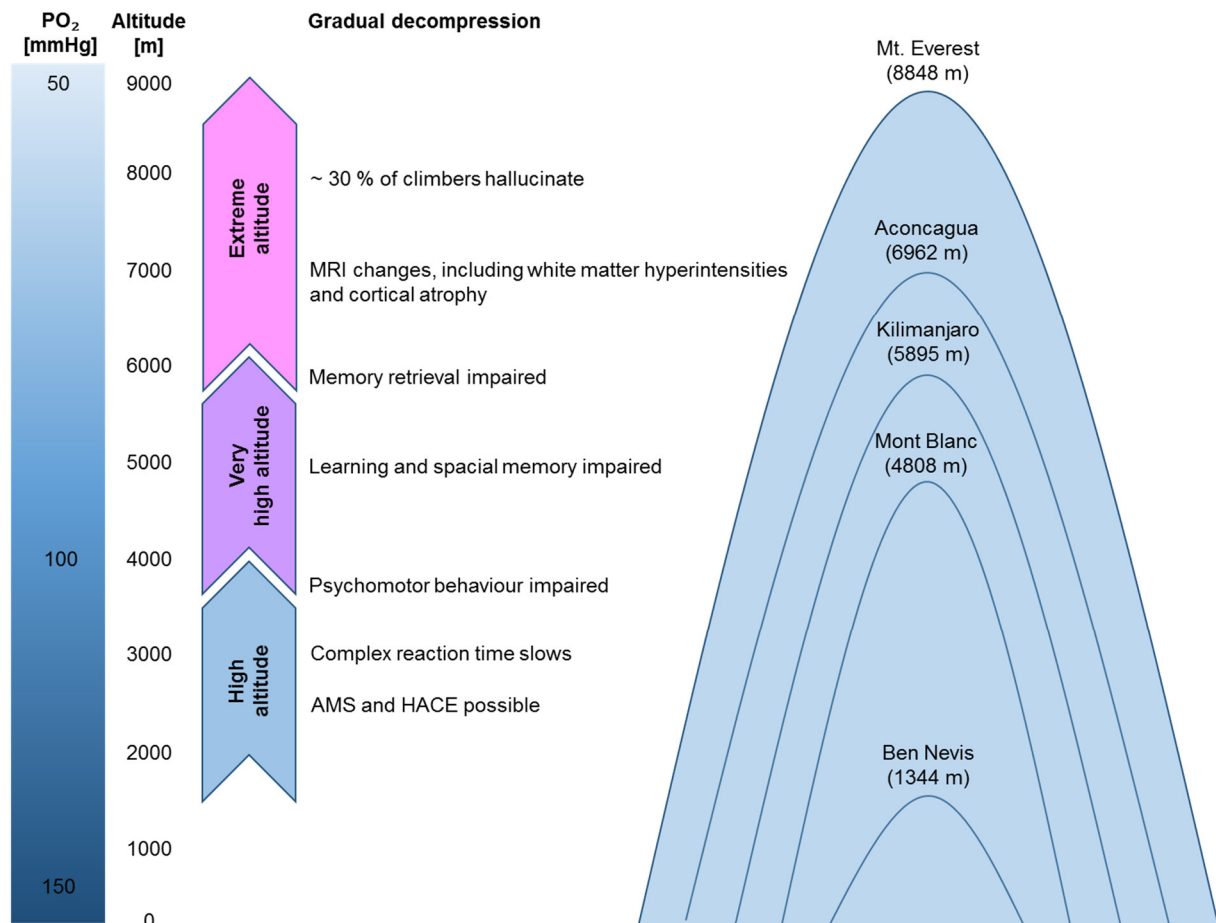 PO₂
[mmHg]
Altitude
[m]
Gradual decompression
50
100
150
9000
8000
7000
6000
5000
4000
3000
2000
1000
0
Extreme
altitude
Very
high altitude
High
altitude
~ 30 % of climbers hallucinate
MRI changes, including white matter hyperintensities
and cortical atrophy
Memory retrieval impaired
Learning and spacial memory impaired
Psychomotor behaviour impaired
Complex reaction time slows
AMS and HACE possible
Mt. Everest
(8848 m)
Aconcagua
(6962 m)
Kilimanjaro
(5895 m)
Mont Blanc
(4808 m)
Ben Nevis
(1344 m)